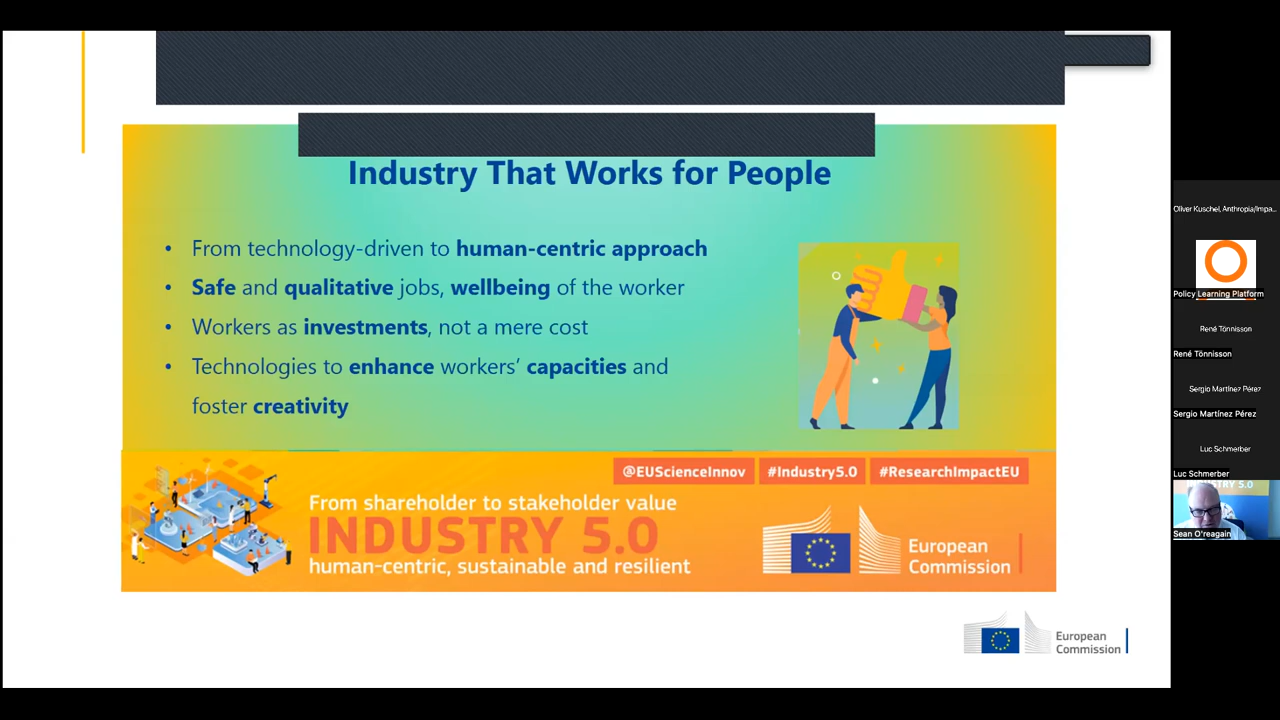 Industry That Works for People
• From technology-driven to human-centric approach
• Safe and qualitative jobs, wellbeing of the worker
• Workers as investments, not a mere cost
• Technologies to enhance workers’ capacities and
foster creativity
@EUScienceInnov #Industry5.0 #ResearchImpactEU
From shareholder to stakeholder value
INDUSTRY 5.0
human-centric, sustainable and resilient
European
Commission
European
Commission
Oliver Kuschel, Anthropia/Impa...
Policy Learning Platform
René Tönnisson
René Tönnisson
Sergio Martínez Pérez
Sergio Martínez Pérez
Luc Schmerber
Luc Schmerber
INDUSTRY 5.0
Sean O'reagain